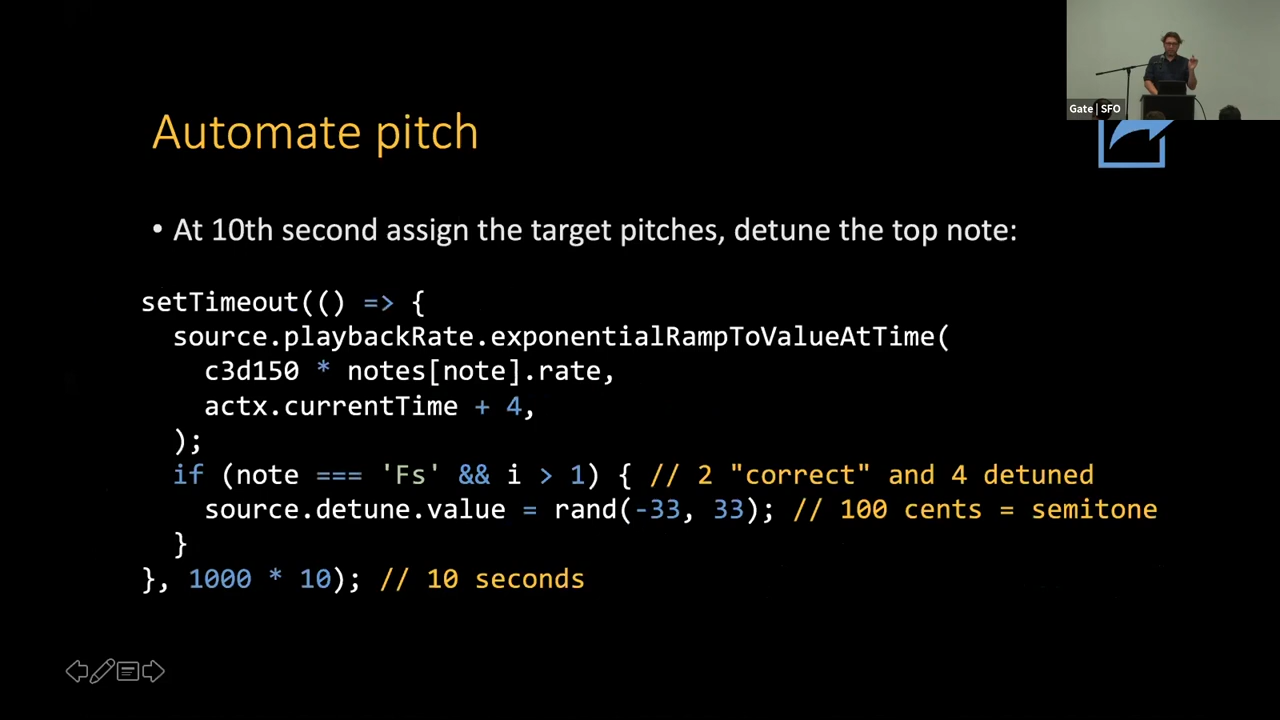 Gate | SFO
Automate pitch
• At 10th second assign the target pitches, detune the top note:
setTimeout(() => {
  source.playbackRate.exponentialRampToValueAtTime(
    c3d150 * notes[note].rate,
    actx.currentTime + 4,
  );
  if (note === 'Fs' && i > 1) { // 2 "correct" and 4 detuned
    source.detune.value = rand(-33, 33); // 100 cents = semitone
  }
}, 1000 * 10); // 10 seconds